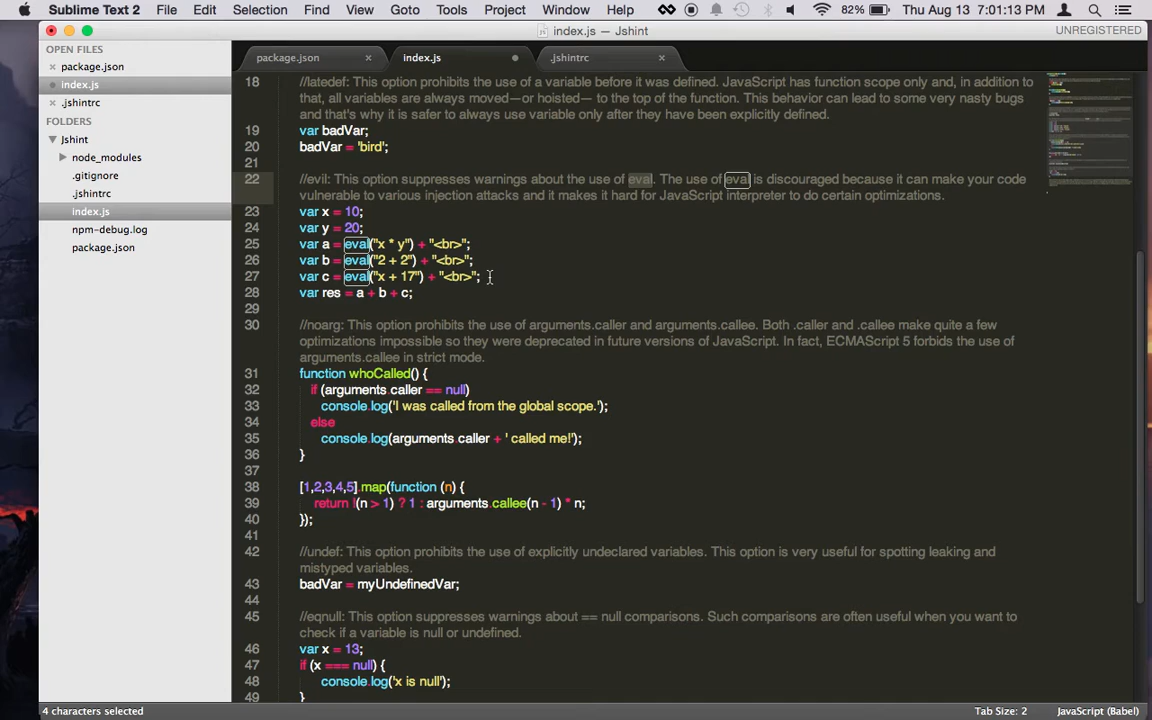 Sublime Text 2 File Edit Selection Find View Goto Tools Project Window Help 82% Thu Aug 13 7:01:13 PM
index.js — Jshint UNREGISTERED
OPEN FILES
package.json
index.js
.jshintrc
FOLDERS
Jshint
node_modules
.gitignore
.jshintrc
index.js
npm-debug.log
package.json
package.json index.js .jshintrc
18 //latedef: This option prohibits the use of a variable before it was defined. JavaScript has function scope only and, in addition to
that, all variables are always moved—or hoisted— to the top of the function. This behavior can lead to some very nasty bugs
and that's why it is safer to always use variable only after they have been explicitly defined.
19 var badVar;
20 badVar = 'bird';
21
22 //evil: This option suppresses warnings about the use of eval. The use of eval is discouraged because it can make your code
vulnerable to various injection attacks and it makes it hard for JavaScript interpreter to do certain optimizations.
23 var x = 10;
24 var y = 20;
25 var a = eval("x * y") + "<br>";
26 var b = eval("2 + 2") + "<br>";
27 var c = eval("x + 17") + "<br>";
28 var res = a + b + c;
29
30 //noarg: This option prohibits the use of arguments.caller and arguments.callee. Both .caller and .callee make quite a few
optimizations impossible so they were deprecated in future versions of JavaScript. In fact, ECMAScript 5 forbids the use of
arguments.callee in strict mode.
31 function whoCalled() {
32 if (arguments.caller == null)
33 console.log('I was called from the global scope.');
34 else
35 console.log(arguments.caller + ' called me!');
36 }
37
38 [1,2,3,4,5].map(function (n) {
39 return !(n > 1) ? 1 : arguments.callee(n - 1) * n;
40 });
41
42 //undef: This option prohibits the use of explicitly undeclared variables. This option is very useful for spotting leaking and
mistyped variables.
43 badVar = myUndefinedVar;
44
45 //eqnull: This option suppresses warnings about == null comparisons. Such comparisons are often useful when you want to
check if a variable is null or undefined.
46 var x = 13;
47 if (x === null) {
48 console.log('x is null');
49 }
4 characters selected Tab Size: 2 JavaScript (Babel)